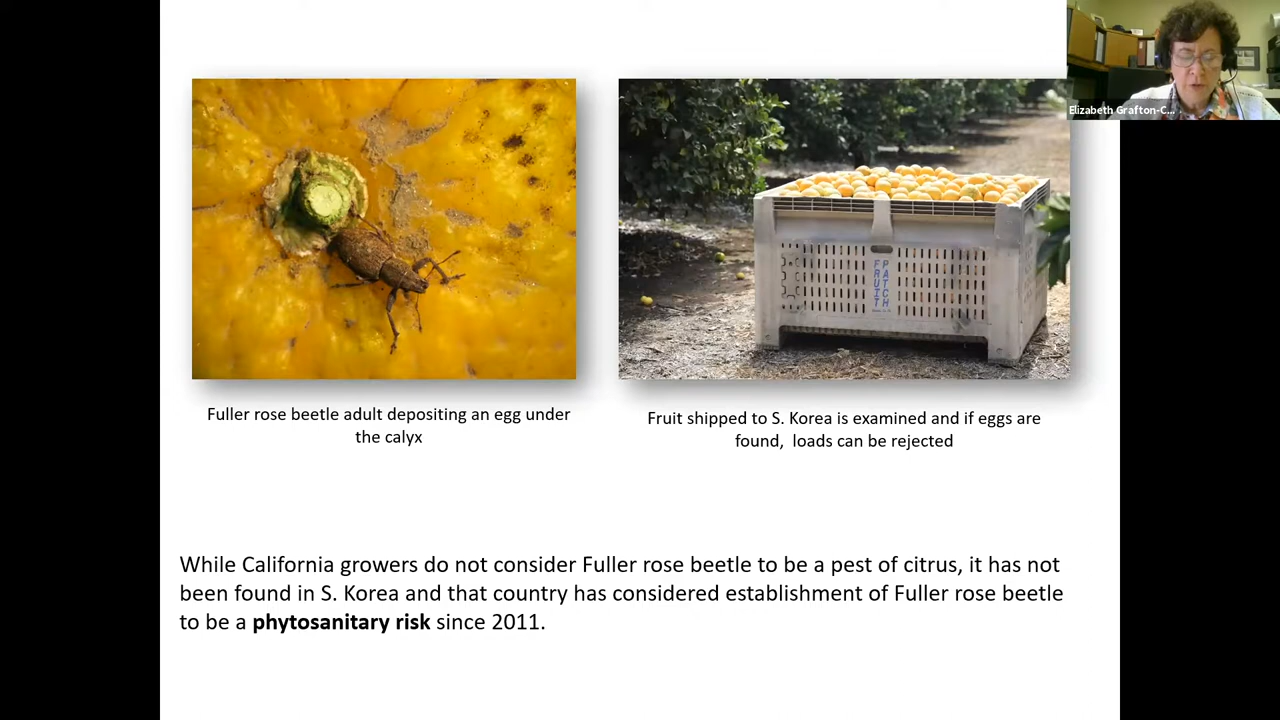 Elizabeth Grafton-C...
FRUIT
PATCH
Fuller rose beetle adult depositing an egg under
the calyx
Fruit shipped to S. Korea is examined and if eggs are
found,  loads can be rejected
While California growers do not consider Fuller rose beetle to be a pest of citrus, it has not
been found in S. Korea and that country has considered establishment of Fuller rose beetle
to be a phytosanitary risk since 2011.